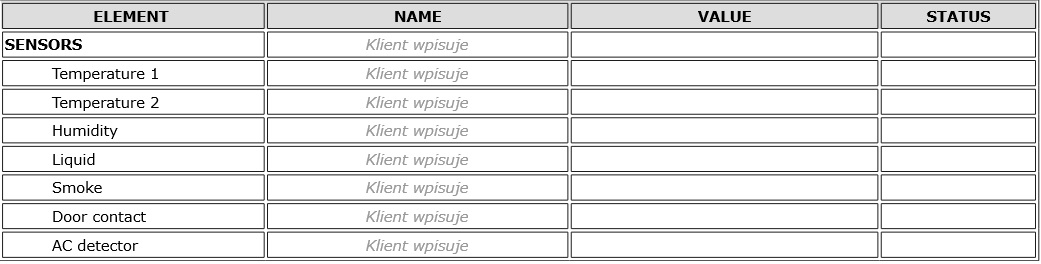 ELEMENT NAME VALUE STATUS
SENSORS Klient wpisuje
Temperature 1 Klient wpisuje
Temperature 2 Klient wpisuje
Humidity Klient wpisuje
Liquid Klient wpisuje
Smoke Klient wpisuje
Door contact Klient wpisuje
AC detector Klient wpisuje